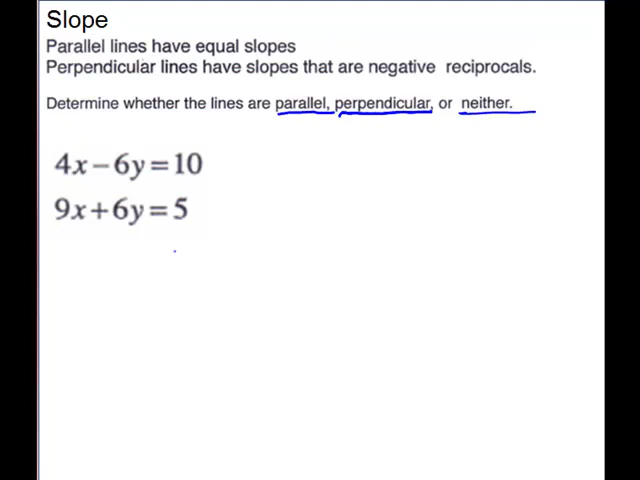 Slope
Parallel lines have equal slopes
Perpendicular lines have slopes that are negative reciprocals.
Determine whether the lines are parallel, perpendicular, or neither.
4x−6y=10
9x+6y=5